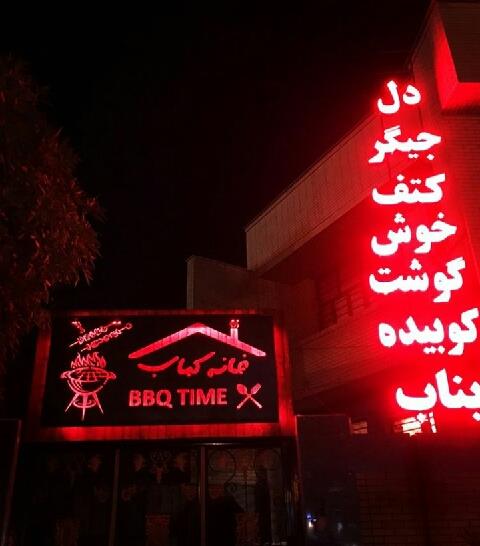 خانه کباب
BBQ TIME
دل
جیگر
کتف
خوش
گوشت
کوبیده
بناب